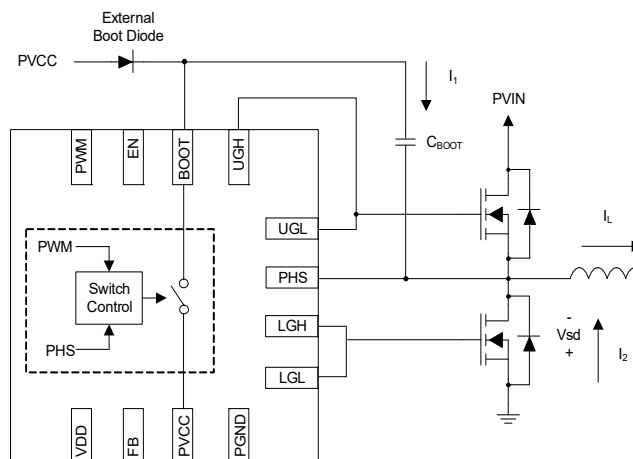 External
Boot Diode
PVCC
I1
PVIN
PWM
EN
BOOT
UGH
CBOOT
UGL
IL
PWM
Switch
Control
PHS
PHS
LGH
LGL
-
Vsd
+
I2
VDD
FB
PVCC
PGND